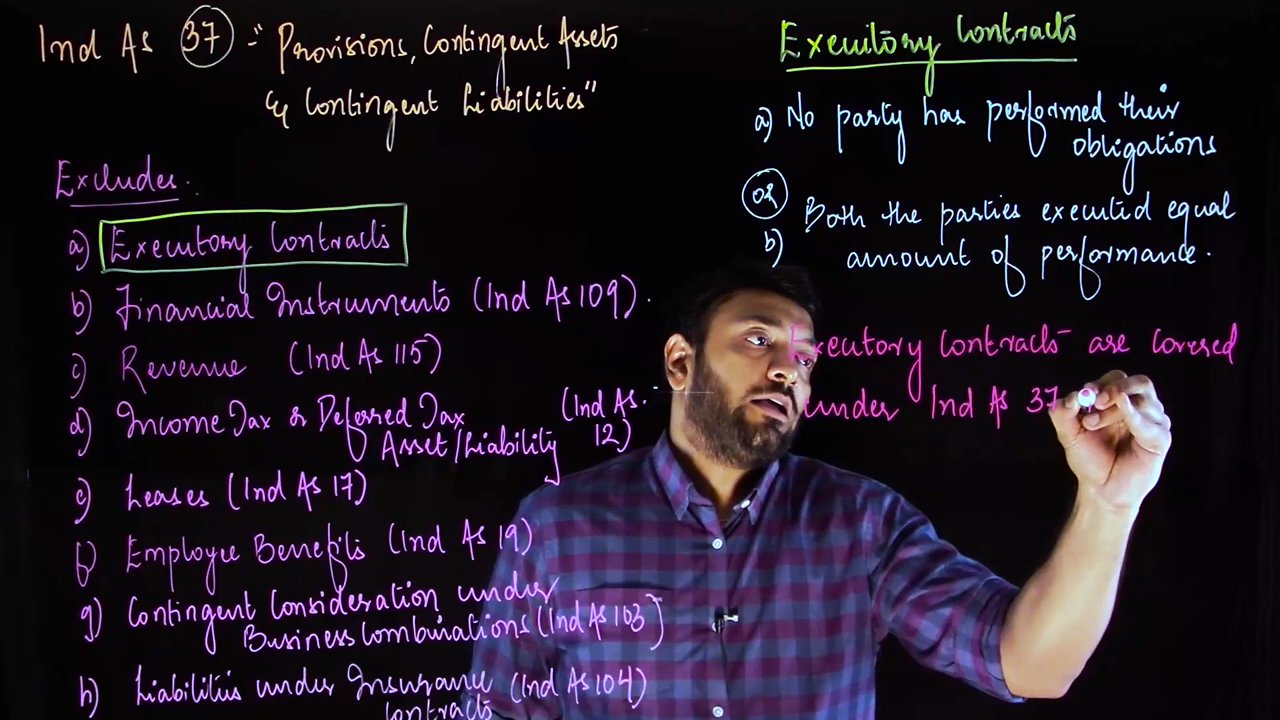 Ind As 37 :- "Provisions, Contingent Assets
& Contingent Liabilities"
Excludes:
a) Executory Contracts
b) Financial Instruments (Ind As 109).
c) Revenue (Ind As 115)
d) Income Tax or Deferred Tax
Asset/Liability
(Ind As.
12)
e) Leases (Ind As 17)
f) Employee Benefits (Ind As 19)
g) Contingent Consideration under
Business Combinations (Ind As 103)
h) Liabilities under Insurance (Ind As 104)
Contracts
Executory Contracts
a) No party has performed their
obligations
OR
b) Both the parties executed equal
amount of performance.
Executory Contracts are covered
under Ind As 37